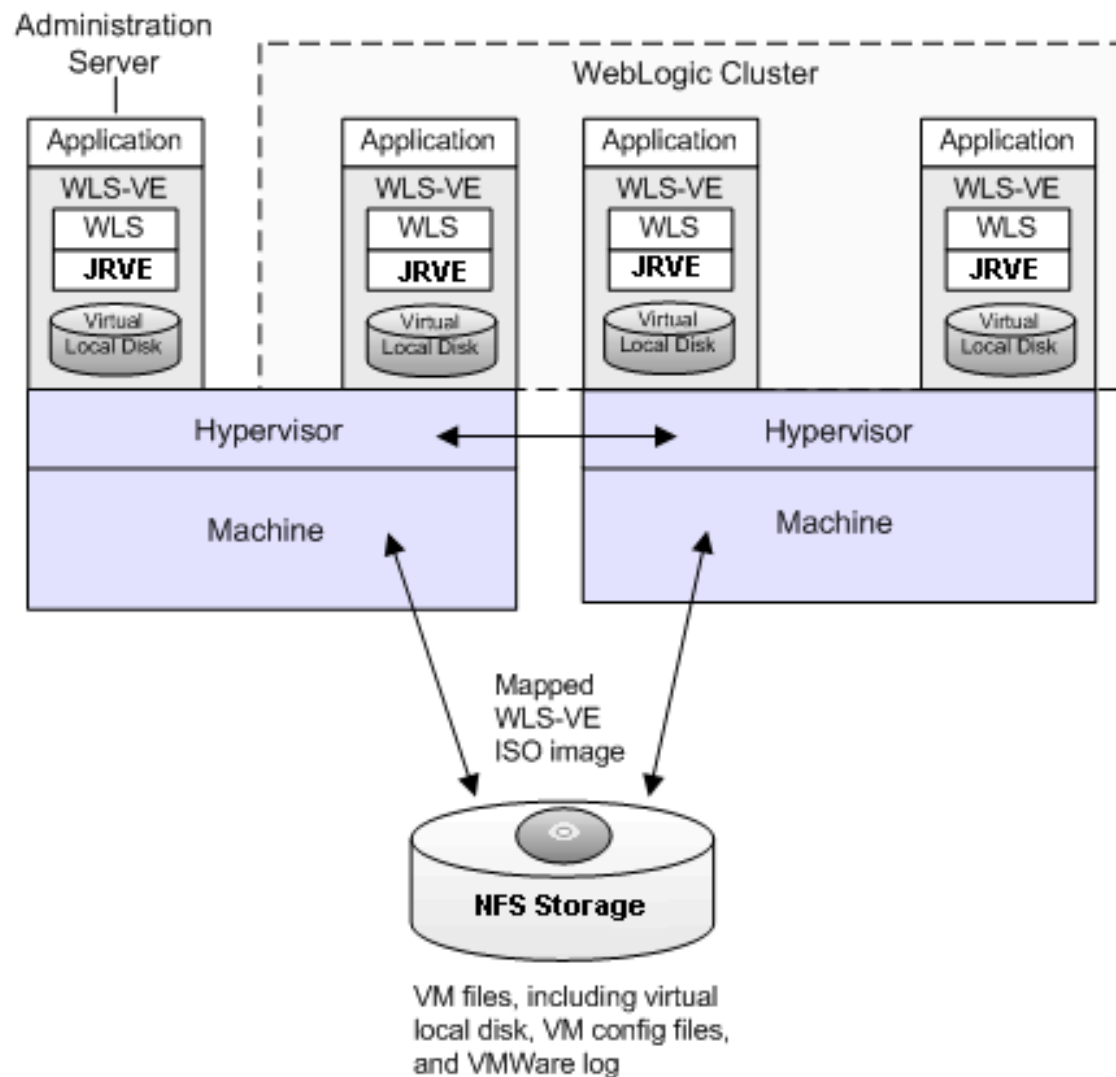 Administration
Server
WebLogic Cluster
Application
WLS-VE
WLS
JRVE
Virtual
Local Disk
Application
WLS-VE
WLS
JRVE
Virtual
Local Disk
Application
WLS-VE
WLS
JRVE
Virtual
Local Disk
Application
WLS-VE
WLS
JRVE
Virtual
Local Disk
Hypervisor
Machine
Hypervisor
Machine
Mapped
WLS-VE
ISO image
NFS Storage
VM files, including virtual
local disk, VM config files,
and VMWare log